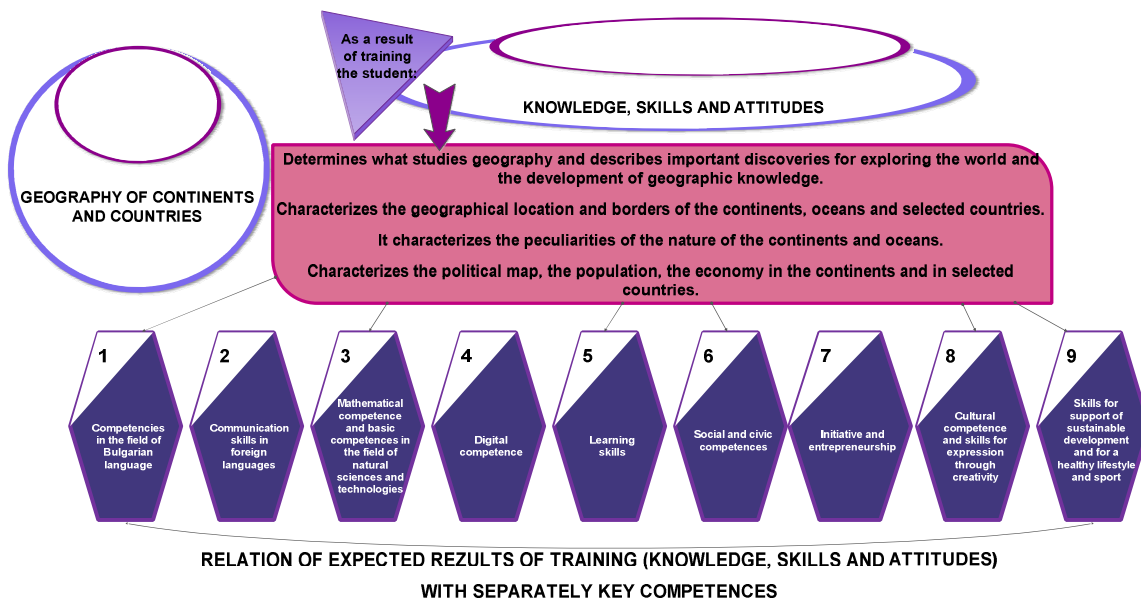 As a result
of training
the student:
KNOWLEDGE, SKILLS AND ATTITUDES
GEOGRAPHY OF CONTINENTS
AND COUNTRIES
Determines what studies geography and describes important discoveries for exploring the world and
the development of geographic knowledge.
Characterizes the geographical location and borders of the continents, oceans and selected countries.
It characterizes the peculiarities of the nature of the continents and oceans.
Characterizes the political map, the population, the economy in the continents and in selected
countries.
1
Competencies
in the field of
Bulgarian
language
2
Communication
skills in
foreign
languages
3
Mathematical
competence
and basic
competences in
the field of
natural
sciences and
technologies
4
Digital
competence
5
Learning
skills
6
Social and civic
competences
7
Initiative and
entrepreneurship
8
Cultural
competence
and skills for
expression
through
creativity
9
Skills for
support of
sustainable
development
and for a
healthy lifestyle
and sport
RELATION OF EXPECTED REZULTS OF TRAINING (KNOWLEDGE, SKILLS AND ATTITUDES)
WITH SEPARATELY KEY COMPETENCES